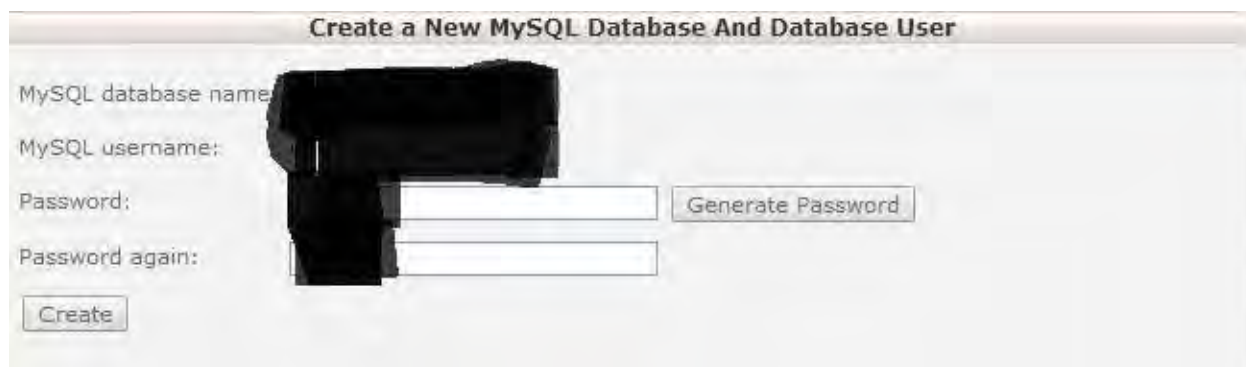 Create a New MySQL Database And Database User
MySQL database name
MySQL username:
Password:
Generate Password
Password again:
Create